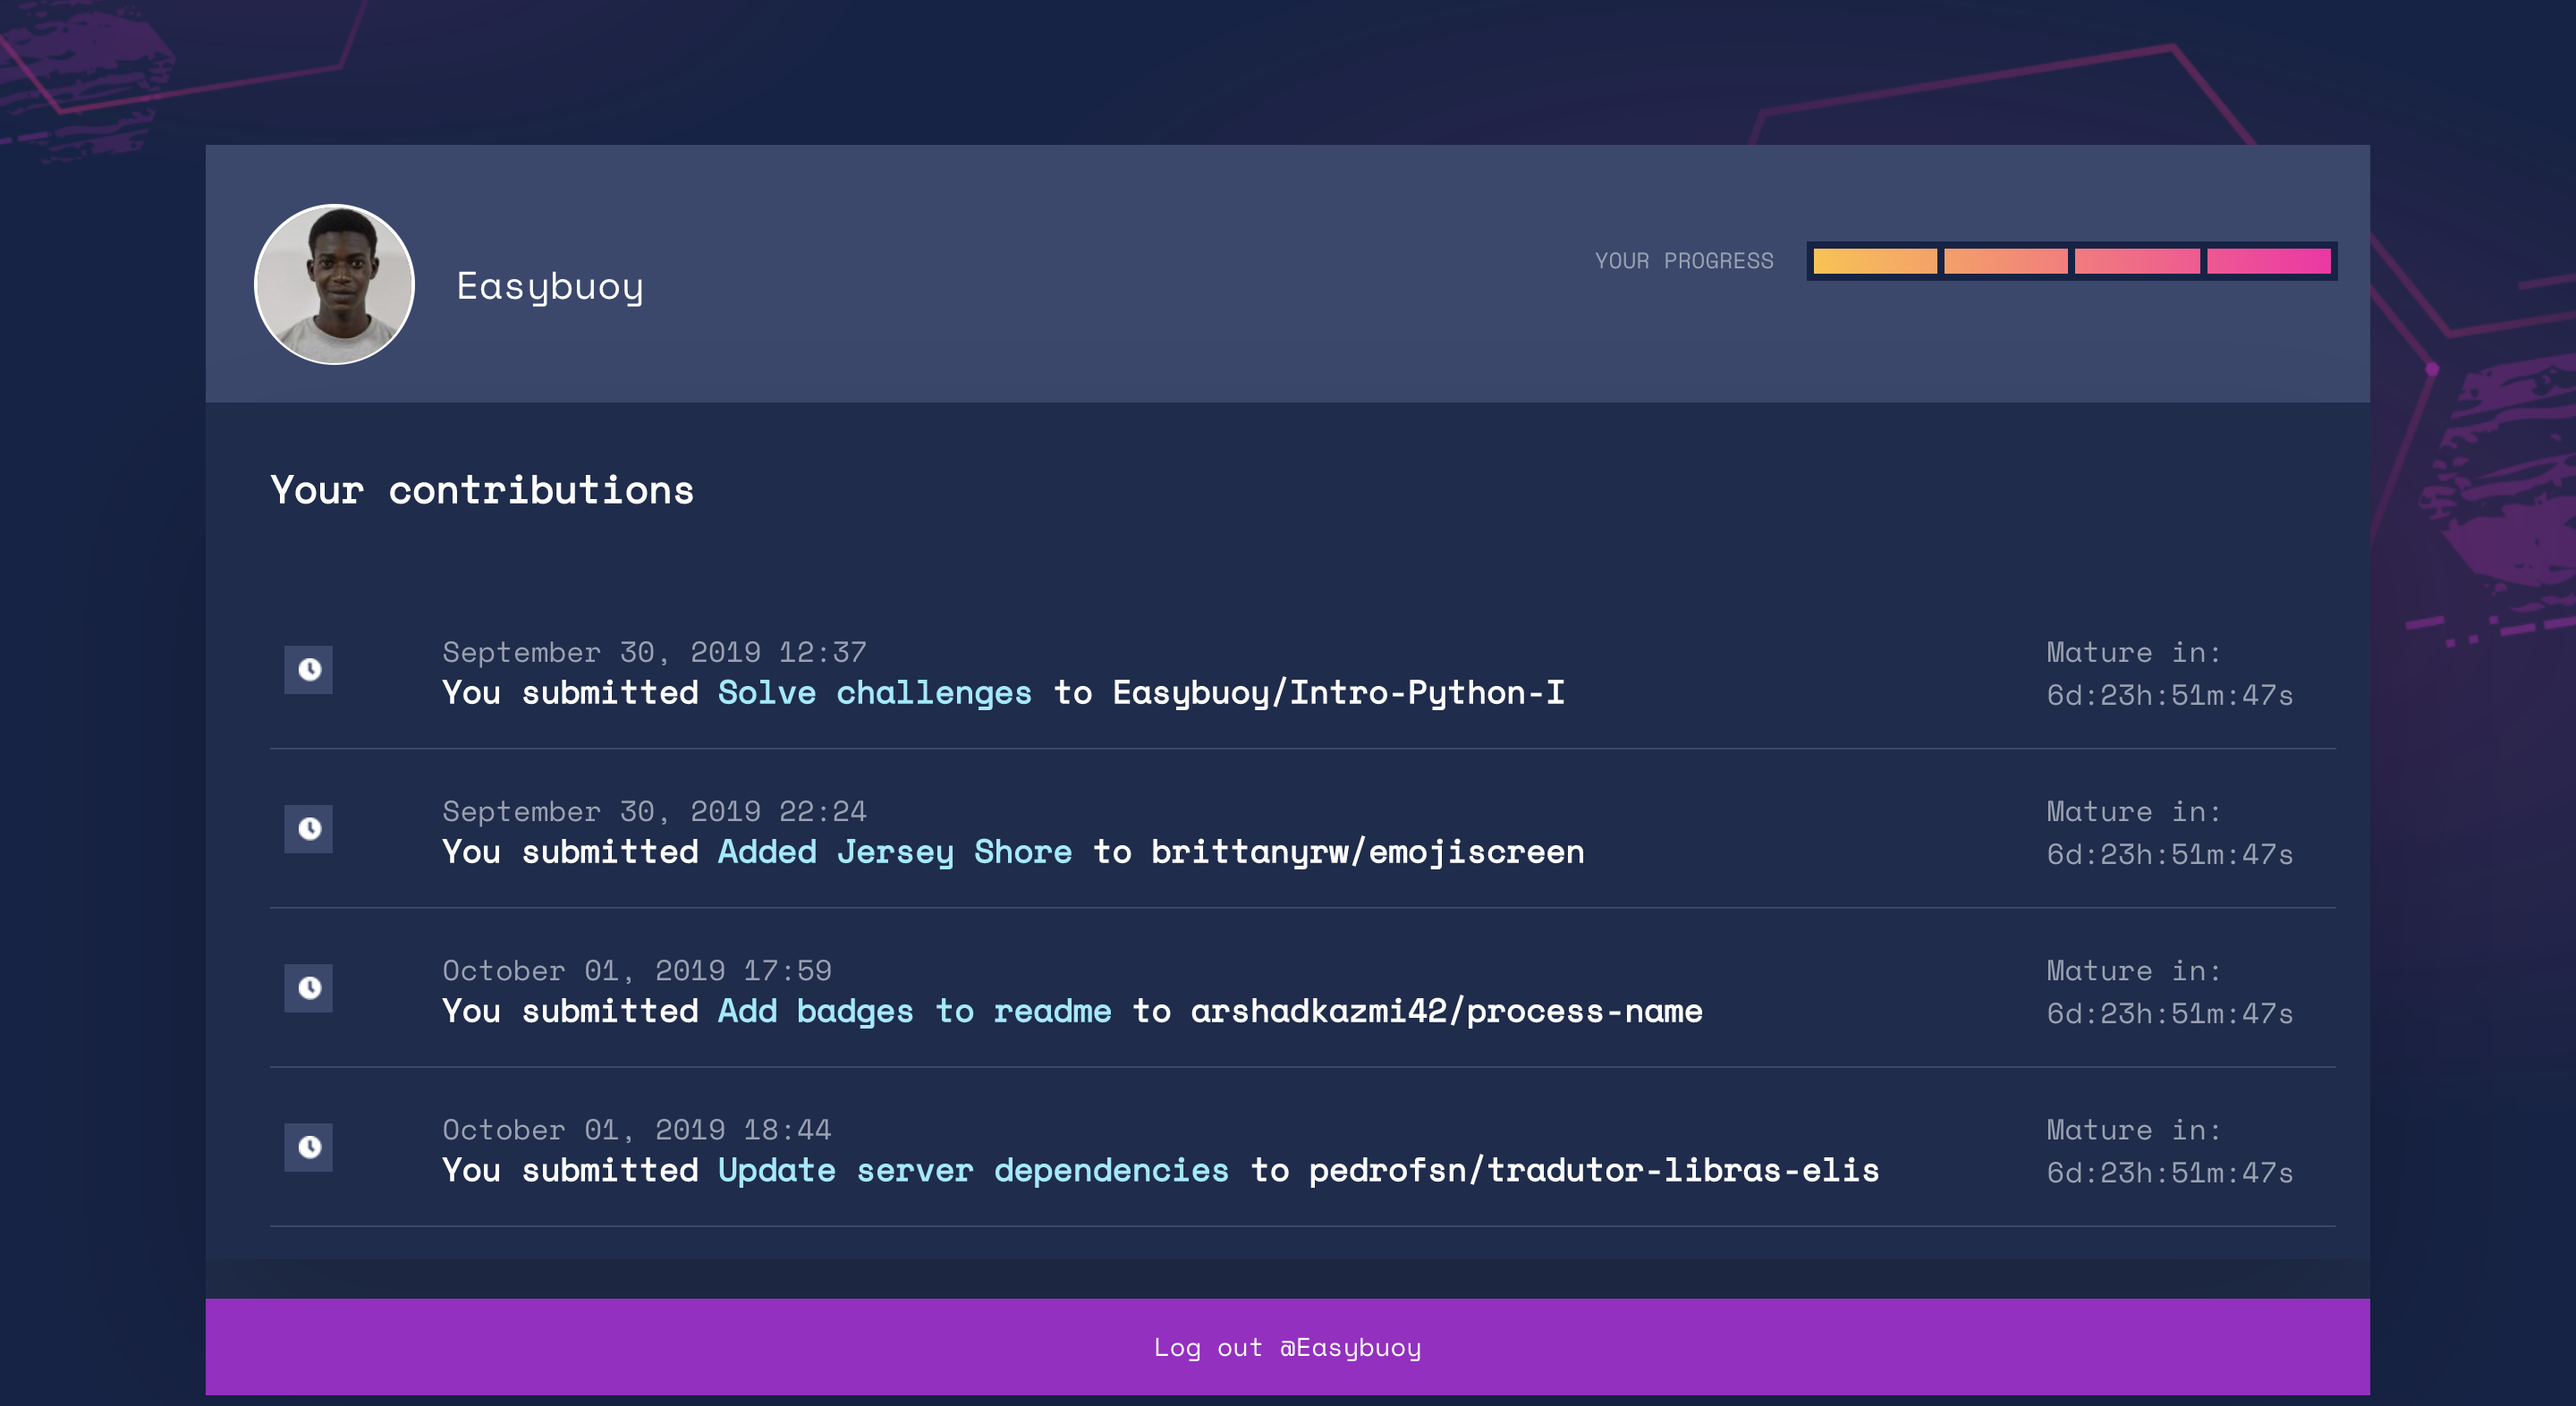 Easybuoy
YOUR PROGRESS
Your contributions
September 30, 2019 12:37
You submitted Solve challenges to Easybuoy/Intro-Python-I
Mature in:
6d:23h:51m:47s
September 30, 2019 22:24
You submitted Added Jersey Shore to brittanyrw/emojiscreen
Mature in:
6d:23h:51m:47s
October 01, 2019 17:59
You submitted Add badges to readme to arshadkazmi42/process-name
Mature in:
6d:23h:51m:47s
October 01, 2019 18:44
You submitted Update server dependencies to pedrofsn/tradutor-libras-elis
Mature in:
6d:23h:51m:47s
Log out @Easybuoy